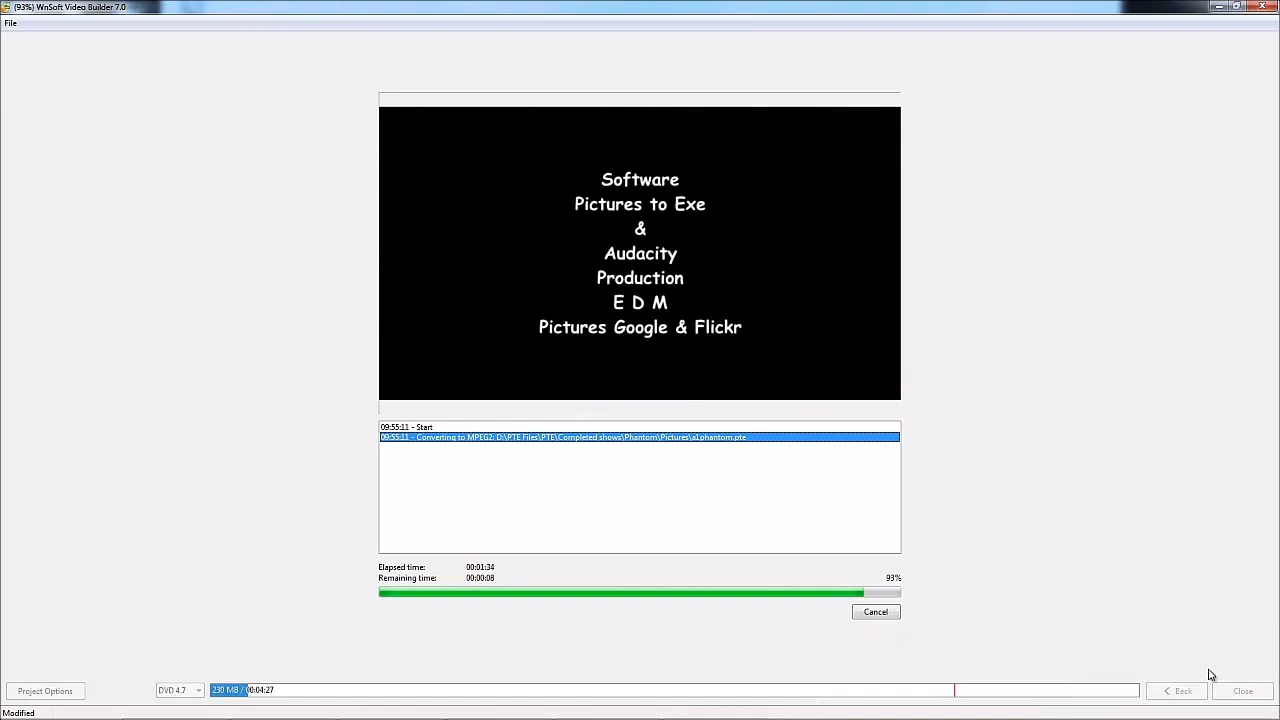 (93%) WnSoft Video Builder 7.0
File
Software
Pictures to Exe
&
Audacity
Production
E D M
Pictures Google & Flickr
09:55:11 - Start
09:55:11 - Converting to MPEG2: D:\PTE Files\PTE\Completed shows\Phantom\Pictures\a1phantom.pte
Elapsed time: 00:01:34
Remaining time: 00:00:08 93%
Cancel
Project Options DVD 4.7 230 MB / 00:04:27 Back Close
Modified